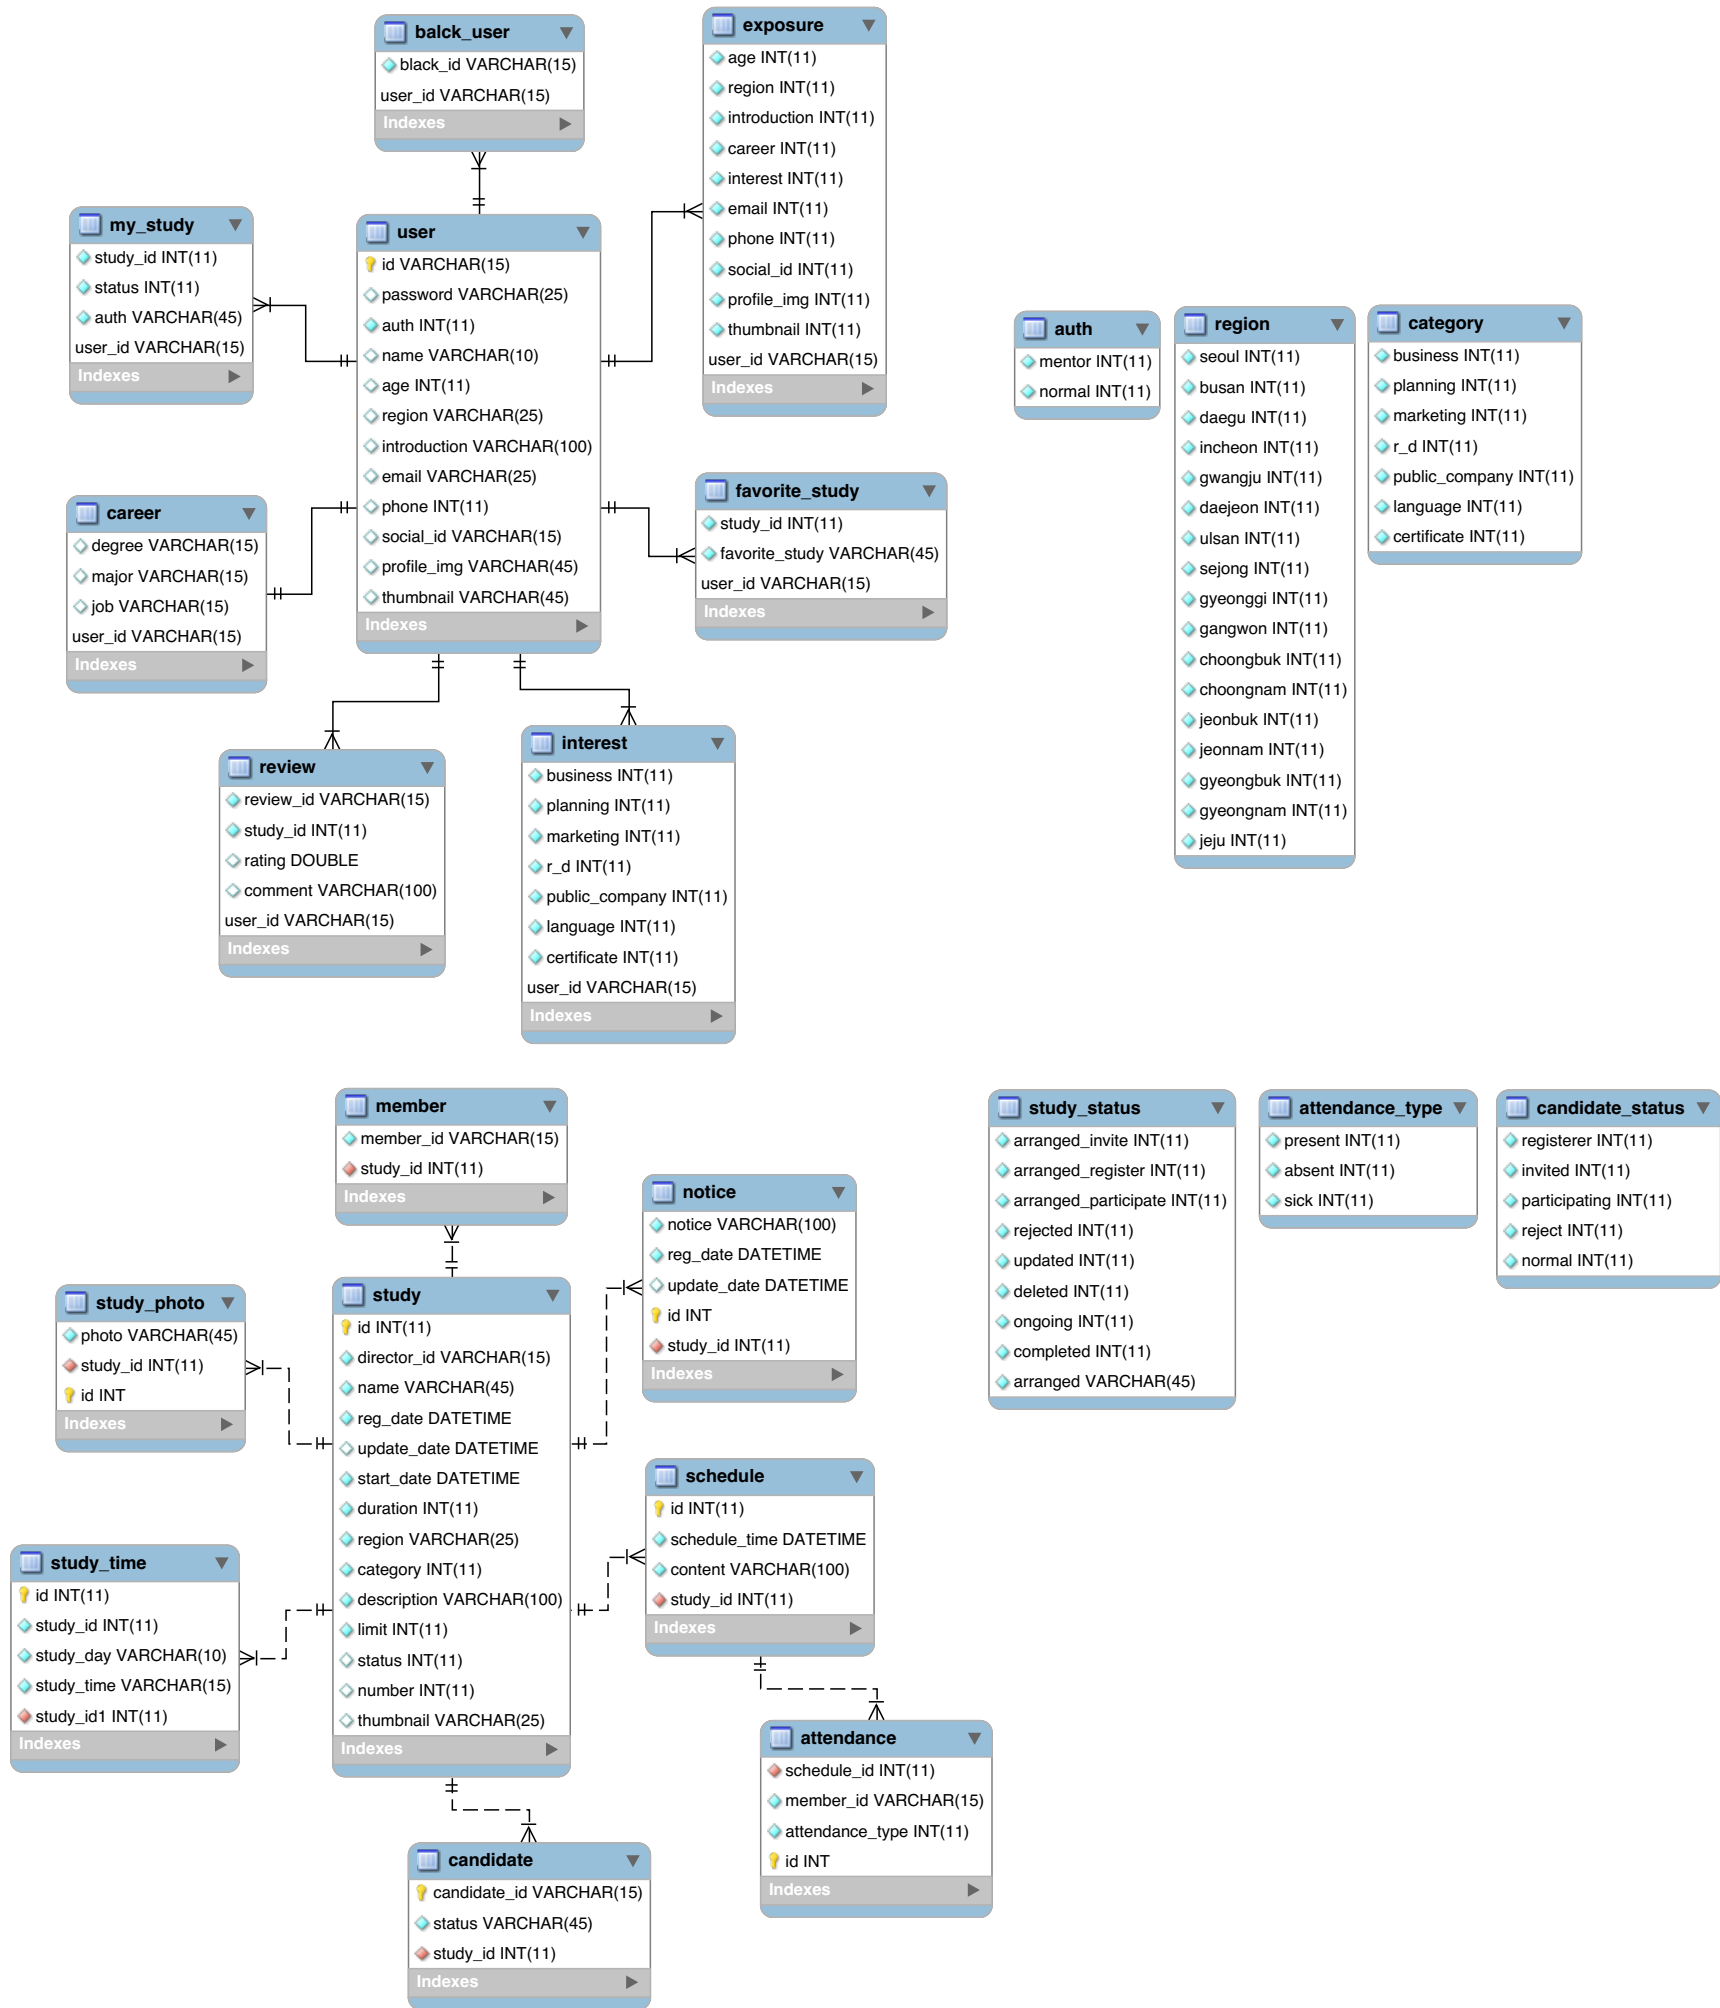 balck_user
black_id VARCHAR(15)
user_id VARCHAR(15)
Indexes
exposure
age INT(11)
region INT(11)
introduction INT(11)
career INT(11)
interest INT(11)
email INT(11)
phone INT(11)
social_id INT(11)
profile_img INT(11)
thumbnail INT(11)
user_id VARCHAR(15)
Indexes
my_study
study_id INT(11)
status INT(11)
auth VARCHAR(45)
user_id VARCHAR(15)
Indexes
user
id VARCHAR(15)
password VARCHAR(25)
auth INT(11)
name VARCHAR(10)
age INT(11)
region VARCHAR(25)
introduction VARCHAR(100)
email VARCHAR(25)
phone INT(11)
social_id VARCHAR(15)
profile_img VARCHAR(45)
thumbnail VARCHAR(45)
Indexes
auth
mentor INT(11)
normal INT(11)
region
seoul INT(11)
busan INT(11)
daegu INT(11)
incheon INT(11)
gwangju INT(11)
daejeon INT(11)
ulsan INT(11)
sejong INT(11)
gyeonggi INT(11)
gangwon INT(11)
choongbuk INT(11)
choongnam INT(11)
jeonbuk INT(11)
jeonnam INT(11)
gyeongbuk INT(11)
gyeongnam INT(11)
jeju INT(11)
category
business INT(11)
planning INT(11)
marketing INT(11)
r_d INT(11)
public_company INT(11)
language INT(11)
certificate INT(11)
career
degree VARCHAR(15)
major VARCHAR(15)
job VARCHAR(15)
user_id VARCHAR(15)
Indexes
favorite_study
study_id INT(11)
favorite_study VARCHAR(45)
user_id VARCHAR(15)
Indexes
review
review_id VARCHAR(15)
study_id INT(11)
rating DOUBLE
comment VARCHAR(100)
user_id VARCHAR(15)
Indexes
interest
business INT(11)
planning INT(11)
marketing INT(11)
r_d INT(11)
public_company INT(11)
language INT(11)
certificate INT(11)
user_id VARCHAR(15)
Indexes
member
member_id VARCHAR(15)
study_id INT(11)
Indexes
study_status
arranged_invite INT(11)
arranged_register INT(11)
arranged_participate INT(11)
rejected INT(11)
updated INT(11)
deleted INT(11)
ongoing INT(11)
completed INT(11)
arranged VARCHAR(45)
attendance_type
present INT(11)
absent INT(11)
sick INT(11)
candidate_status
registerer INT(11)
invited INT(11)
participating INT(11)
reject INT(11)
normal INT(11)
notice
notice VARCHAR(100)
reg_date DATETIME
update_date DATETIME
id INT
study_id INT(11)
Indexes
study_photo
photo VARCHAR(45)
study_id INT(11)
id INT
Indexes
study
id INT(11)
director_id VARCHAR(15)
name VARCHAR(45)
reg_date DATETIME
update_date DATETIME
start_date DATETIME
duration INT(11)
region VARCHAR(25)
category INT(11)
description VARCHAR(100)
limit INT(11)
status INT(11)
number INT(11)
thumbnail VARCHAR(25)
Indexes
schedule
id INT(11)
schedule_time DATETIME
content VARCHAR(100)
study_id INT(11)
Indexes
study_time
id INT(11)
study_id INT(11)
study_day VARCHAR(10)
study_time VARCHAR(15)
study_id1 INT(11)
Indexes
attendance
schedule_id INT(11)
member_id VARCHAR(15)
attendance_type INT(11)
id INT
Indexes
candidate
candidate_id VARCHAR(15)
status VARCHAR(45)
study_id INT(11)
Indexes